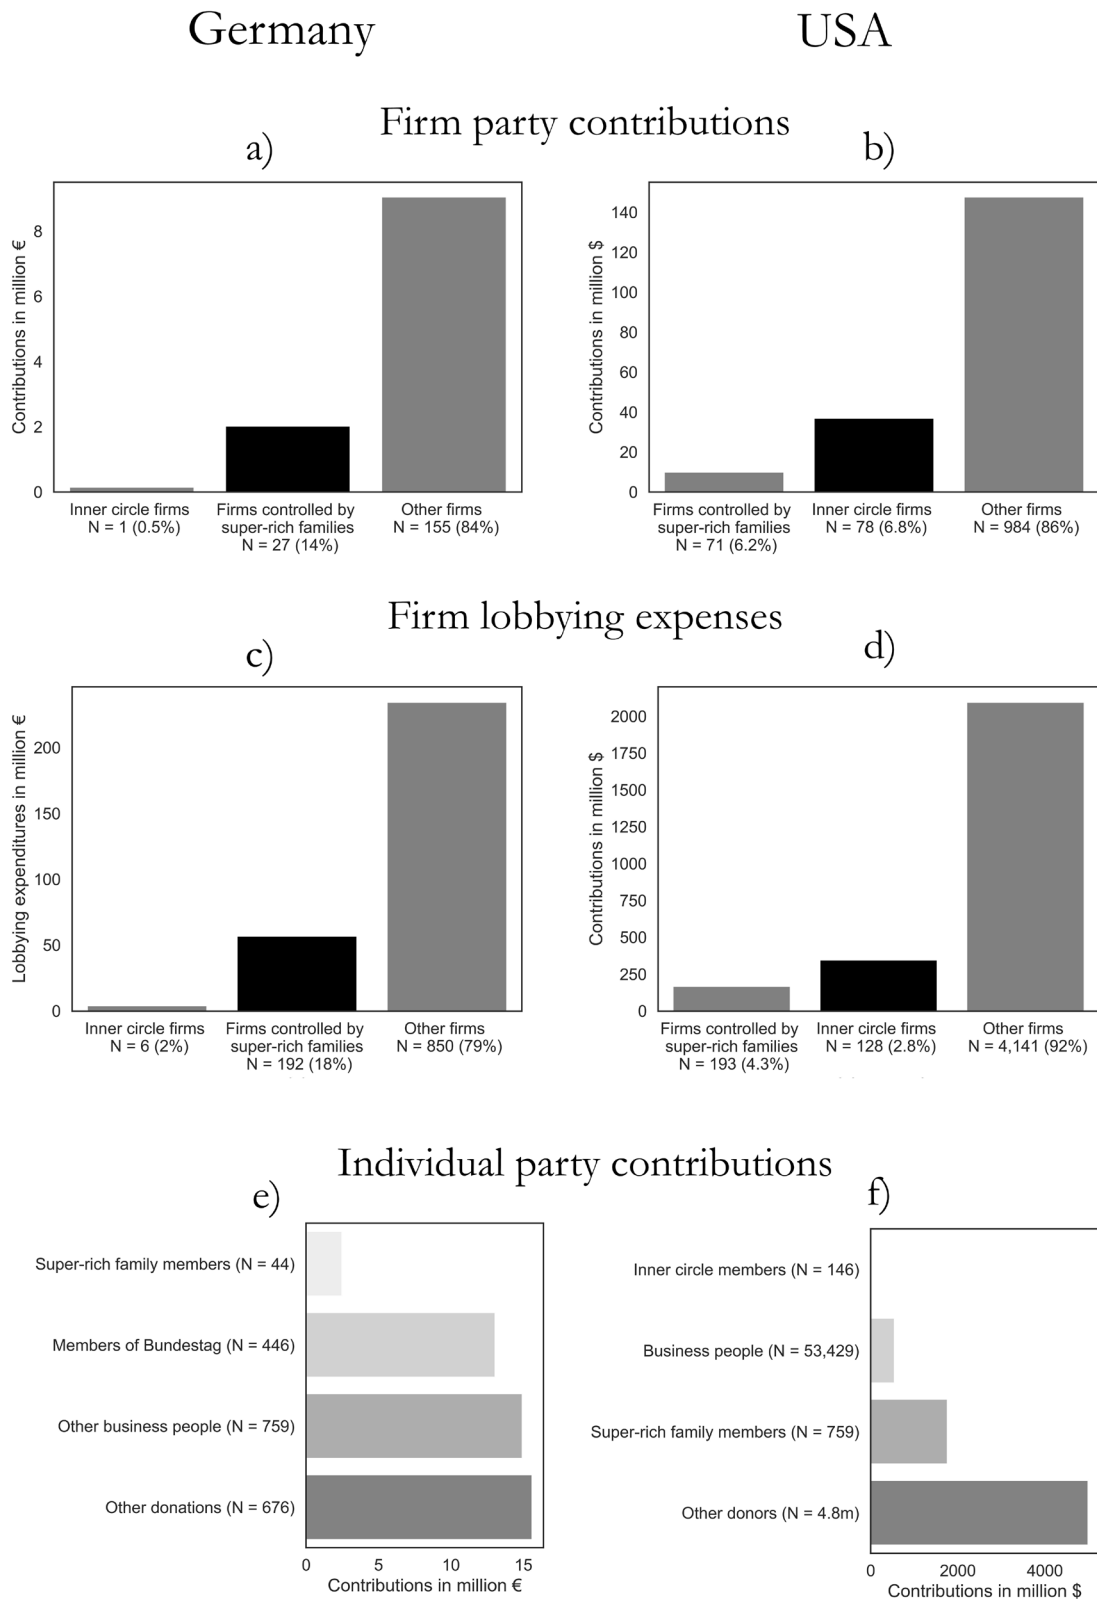 Germany
USA
Firm party contributions
a)
b)
Contributions in million €
8
6
4
2
0
Inner circle firms
N = 1 (0.5%)
Firms controlled by
super-rich families
N = 27 (14%)
Other firms
N = 155 (84%)
Contributions in million $
140
120
100
80
60
40
20
0
Firms controlled by
super-rich families
N = 71 (6.2%)
Inner circle firms
N = 78 (6.8%)
Other firms
N = 984 (86%)
Firm lobbying expenses
c)
d)
Lobbying expenditures in million €
200
150
100
50
0
Inner circle firms
N = 6 (2%)
Firms controlled by
super-rich families
N = 192 (18%)
Other firms
N = 850 (79%)
Contributions in million $
2000
1750
1500
1250
1000
750
500
250
0
Firms controlled by
super-rich families
N = 193 (4.3%)
Inner circle firms
N = 128 (2.8%)
Other firms
N = 4,141 (92%)
Individual party contributions
e)
f)
Super-rich family members (N = 44)
Members of Bundestag (N = 446)
Other business people (N = 759)
Other donations (N = 676)
0 5 10 15
Contributions in million €
Inner circle members (N = 146)
Business people (N = 53,429)
Super-rich family members (N = 759)
Other donors (N = 4.8m)
0 2000 4000
Contributions in million $